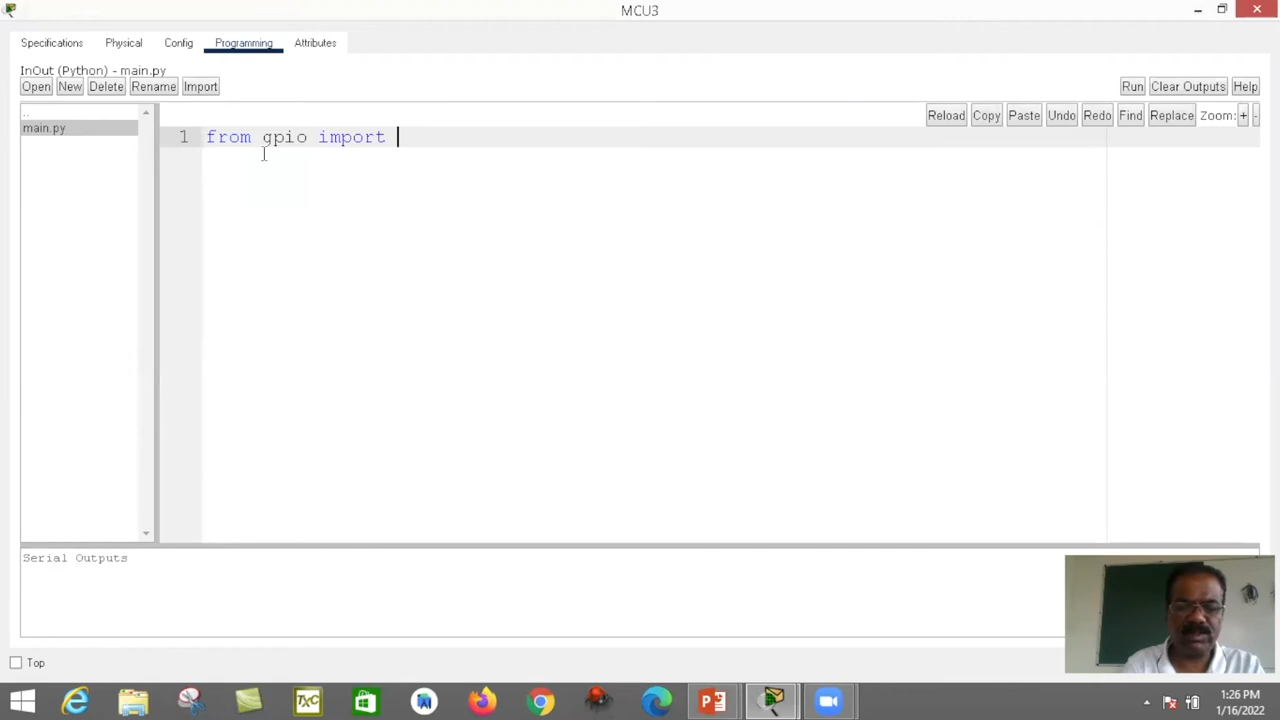 MCU3
Specifications Physical Config Programming Attributes
InOut (Python) - main.py
Open New Delete Rename Import Run Clear Outputs Help
.. Reload Copy Paste Undo Redo Find Replace Zoom: + -
main.py
1 from gpio import
Serial Outputs
Top
TXC
1:26 PM
1/16/2022